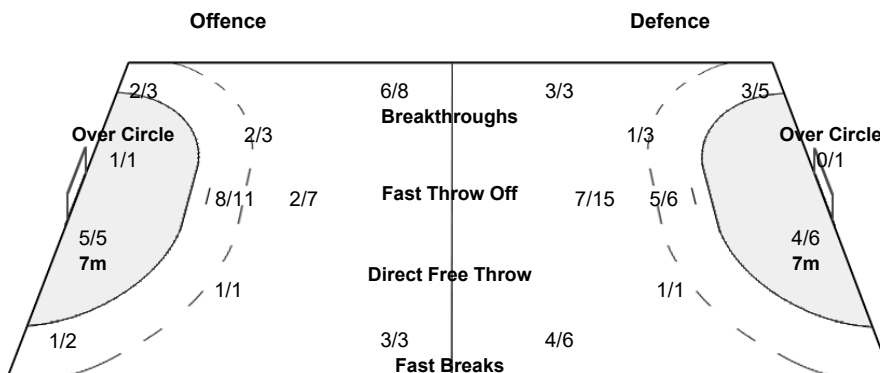 Offence Defence
2/3 6/8 3/3 3/5
Breakthroughs
Over Circle 2/3 1/3 Over Circle
1/1 0/1
Fast Throw Off
8/11 2/7 7/15 5/6
5/5 4/6
7m 7m
Direct Free Throw
1/1 1/1
1/2 3/3 4/6
Fast Breaks